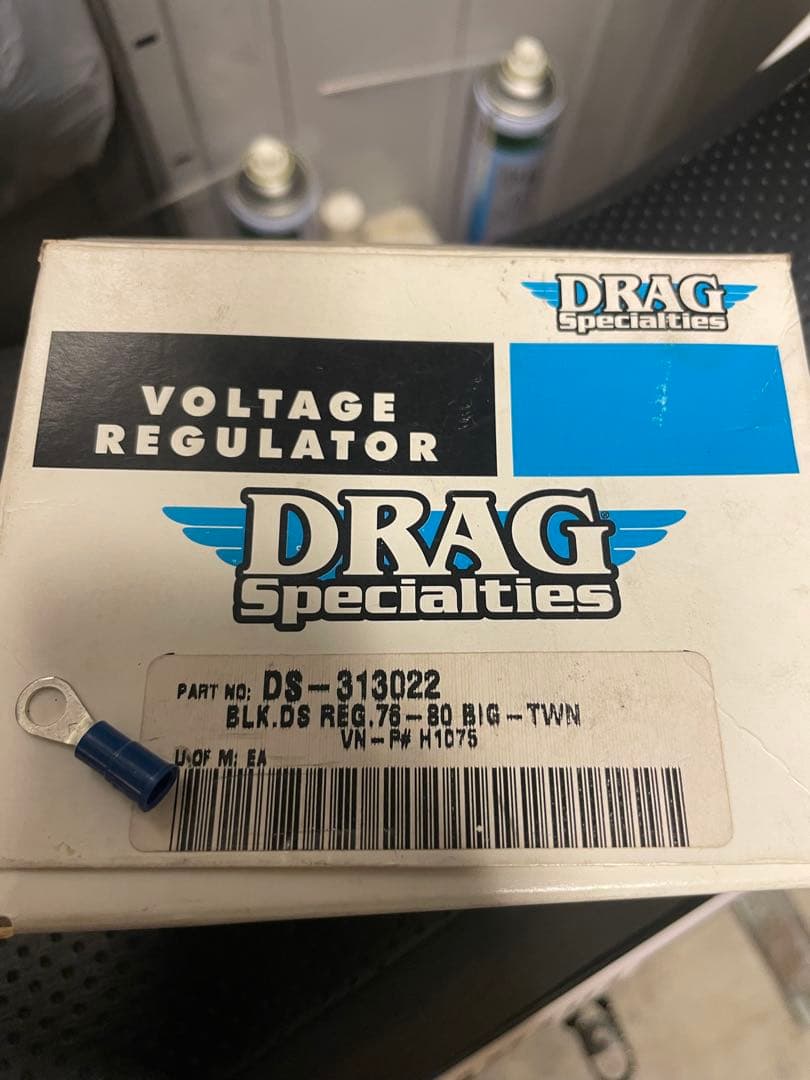 DRAG
Specialties
VOLTAGE
REGULATOR
DRAG
Specialties
PART NO: DS-313022
BLK.DS REG.76-80 BIG-TWN
VN-P# H1075
U OF M: EA